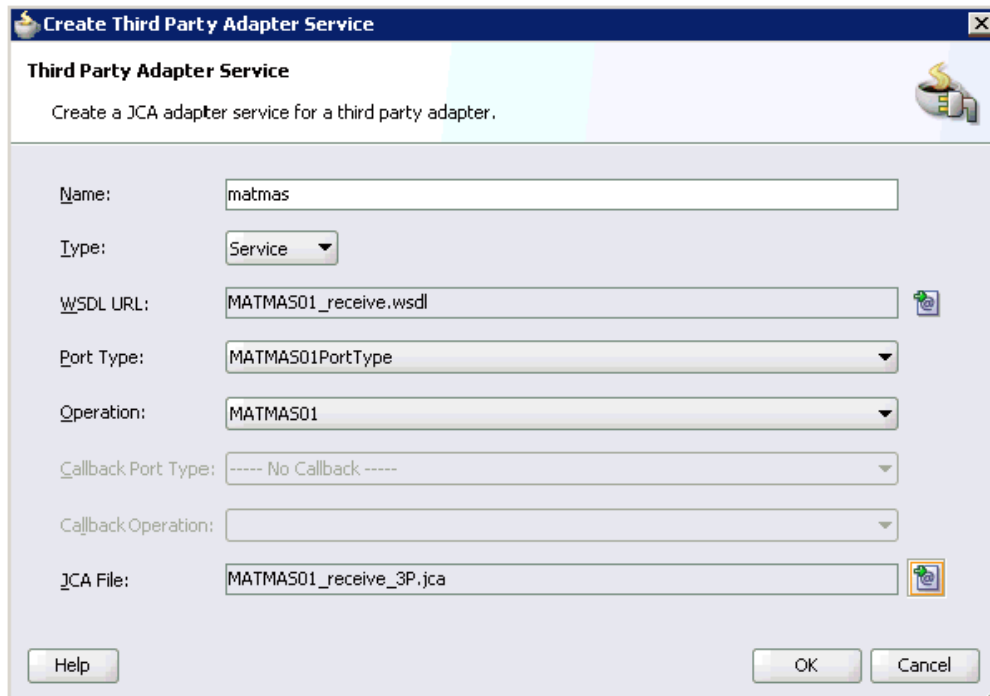 Create Third Party Adapter Service
Third Party Adapter Service
Create a JCA adapter service for a third party adapter.
Name: matmas
Type: Service
WSDL URL: MATMAS01_receive.wsdl
Port Type: MATMAS01PortType
Operation: MATMAS01
Callback Port Type: ----- No Callback -----
Callback Operation:
JCA File: MATMAS01_receive_3P.jca
Help OK Cancel